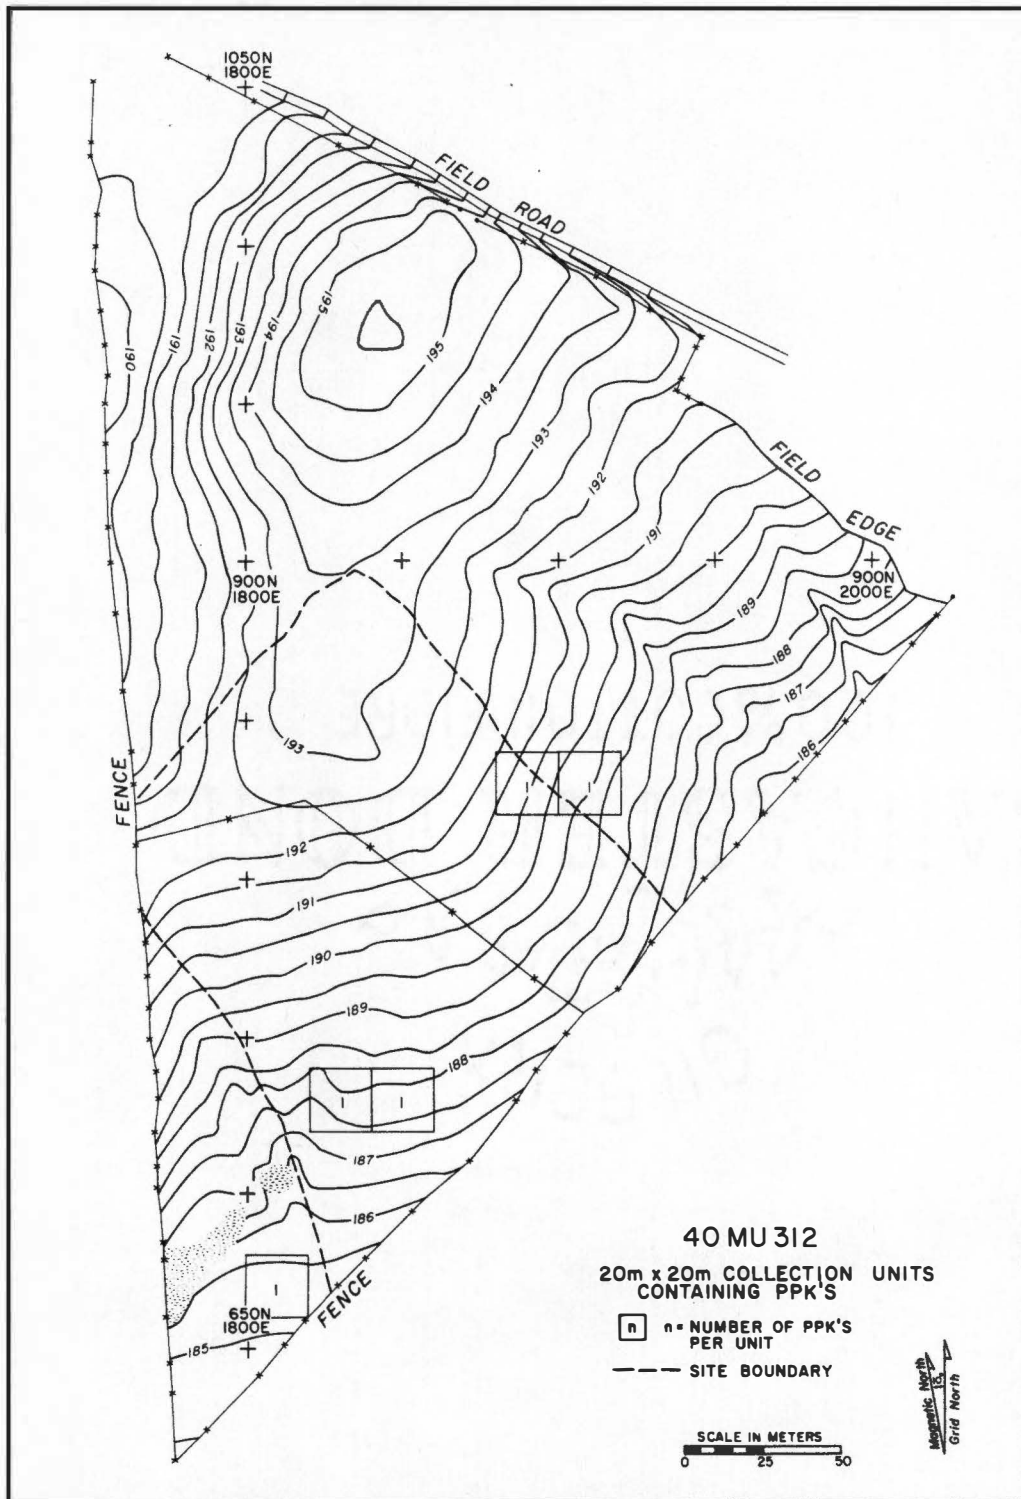 1050N
1800E
FIELD
ROAD
195
194
193
192
191
190
195
194
193
192
191
FIELD
EDGE
900N
2000E
900N
1800E
189
188
187
186
193
FENCE
192
191
190
189
188
187
186
185
1
1
1
1
1
650N
1800E
FENCE
40 MU 312
20m x 20m COLLECTION UNITS
CONTAINING PPK'S
n n = NUMBER OF PPK'S
PER UNIT
SITE BOUNDARY
SCALE IN METERS
0 25 50
Magnetic North
Grid North